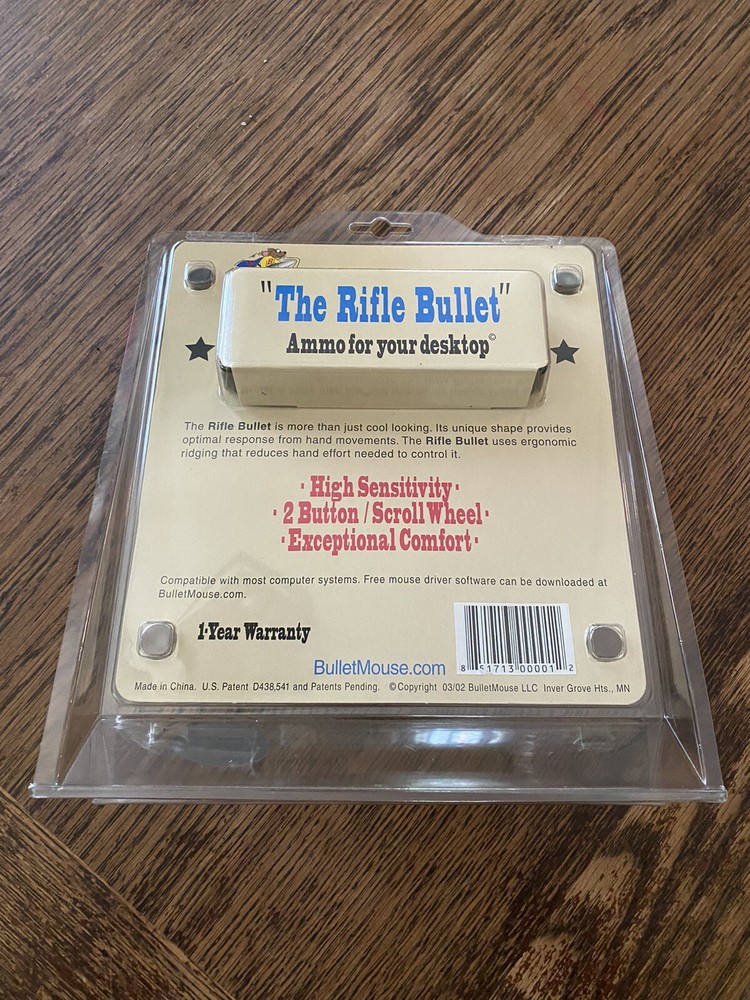 "The Rifle Bullet"
Ammo for your desktop©
The Rifle Bullet is more than just cool looking. Its unique shape provides
optimal response from hand movements. The Rifle Bullet uses ergonomic
ridging that reduces hand effort needed to control it.
· High Sensitivity ·
· 2 Button / Scroll Wheel ·
· Exceptional Comfort ·
Compatible with most computer systems. Free mouse driver software can be downloaded at
BulletMouse.com.
1-Year Warranty
8 51713 00001 2
BulletMouse.com
Made in China. U.S. Patent D438,541 and Patents Pending. ©Copyright 03/02 BulletMouse LLC Inver Grove Hts., MN